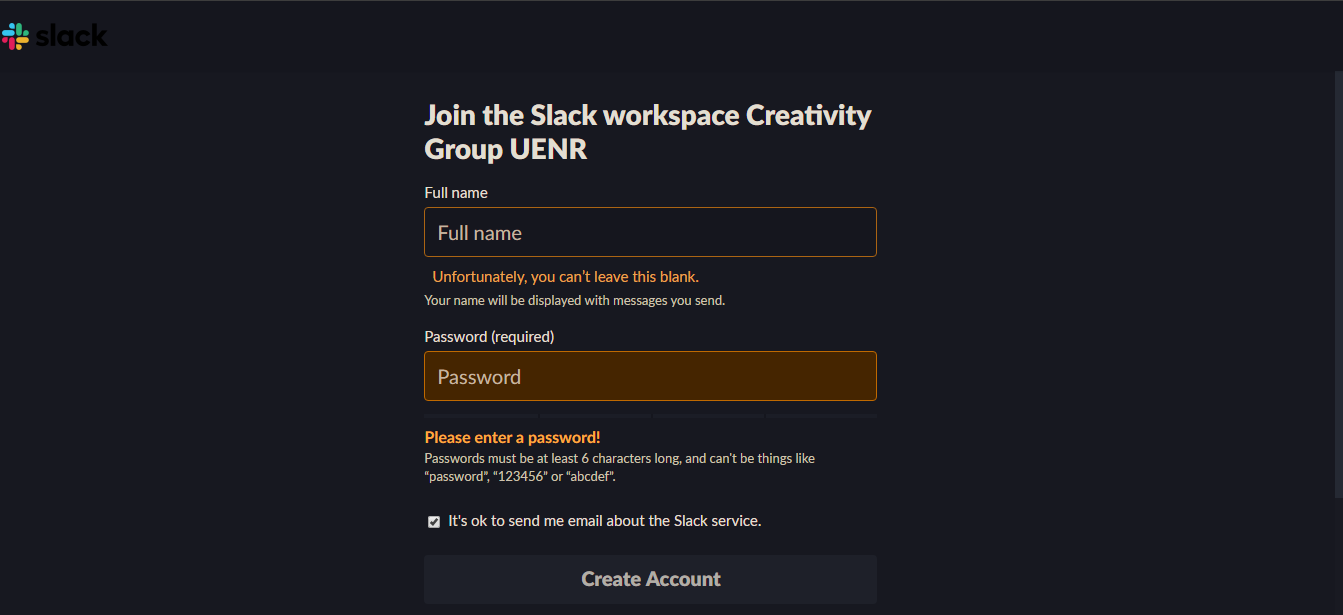 slack
Join the Slack workspace Creativity
Group UENR
Full name
Full name
Unfortunately, you can’t leave this blank.
Your name will be displayed with messages you send.
Password (required)
Password
Please enter a password!
Passwords must be at least 6 characters long, and can't be things like
“password”, “123456” or “abcdef”.
It's ok to send me email about the Slack service.
Create Account